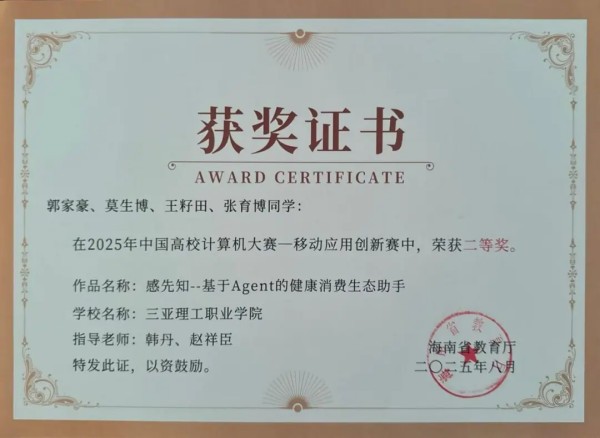 获奖证书
AWARD CERTIFICATE
郭家豪、莫生博、王籽田、张育博同学：
在2025年中国高校计算机大赛—移动应用创新赛中，荣获二等奖。
作品名称：感先知--基于Agent的健康消费生态助手
学校名称：三亚理工职业学院
指导老师：韩丹、赵祥臣
特发此证，以资鼓励。
海南省教育厅
二〇二五年八月